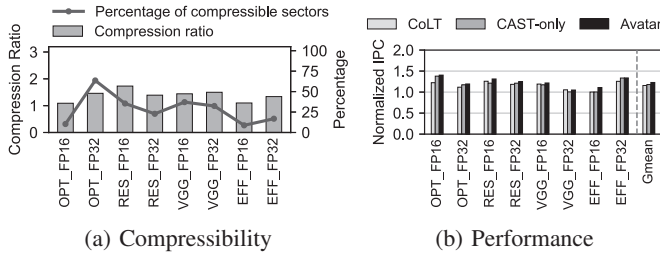 Percentage of compressible sectors
Compression ratio
Compression Ratio
3
2
1
0
100
75
50
25
0
Percentage
OPT_FP16
OPT_FP32
RES_FP16
RES_FP32
VGG_FP16
VGG_FP32
EFF_FP16
EFF_FP32
(a) Compressibility
CoLT
CAST-only
Avatar
Normalized IPC
2.0
1.5
1.0
0.5
0.0
OPT_FP16
OPT_FP32
RES_FP16
RES_FP32
VGG_FP16
VGG_FP32
EFF_FP16
EFF_FP32
Gmean
(b) Performance